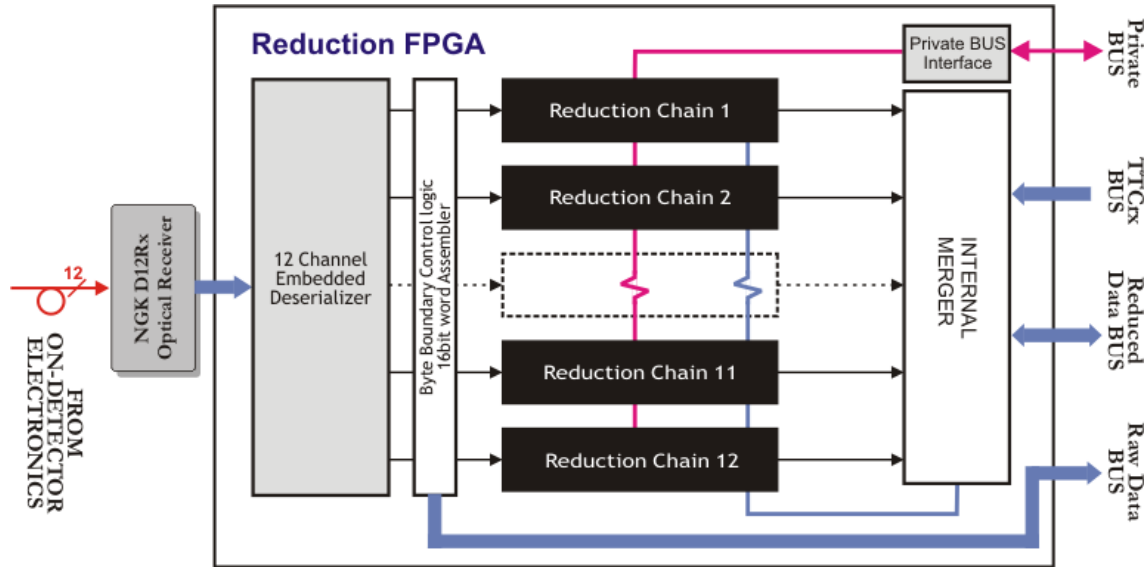 Reduction FPGA
Private BUS
Interface
Private
BUS
Reduction Chain 1
Reduction Chain 2
TTCrx
BUS
12
NGK D12Rx
Optical Receiver
12 Channel
Embedded
Deserializer
Byte Boundary Control logic
16bit word Assembler
INTERNAL
MERGER
Reduced
Data BUS
Reduction Chain 11
FROM
ON-DETECTOR
ELECTRONICS
Reduction Chain 12
Raw Data
BUS